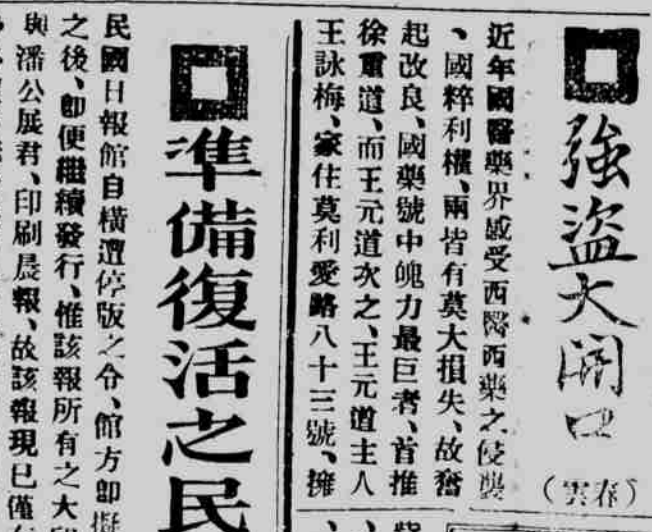 強盜大開口
（春雲）
近年國醫藥界感受西醫西藥之侵襲
、國粹利權、兩皆有莫大損失、故奮
起改良、國藥號中魄力最巨者、首推
徐重道、而王元道次之、王元道主人
王詠梅、家住莫利愛路八十三號、擁
準備復活之民
民國日報館自橫遭停版之令、館方卽擬
之後、卽便繼續發行、惟該報所有之大
與潘公展君、印刷晨報、故該報現已僅